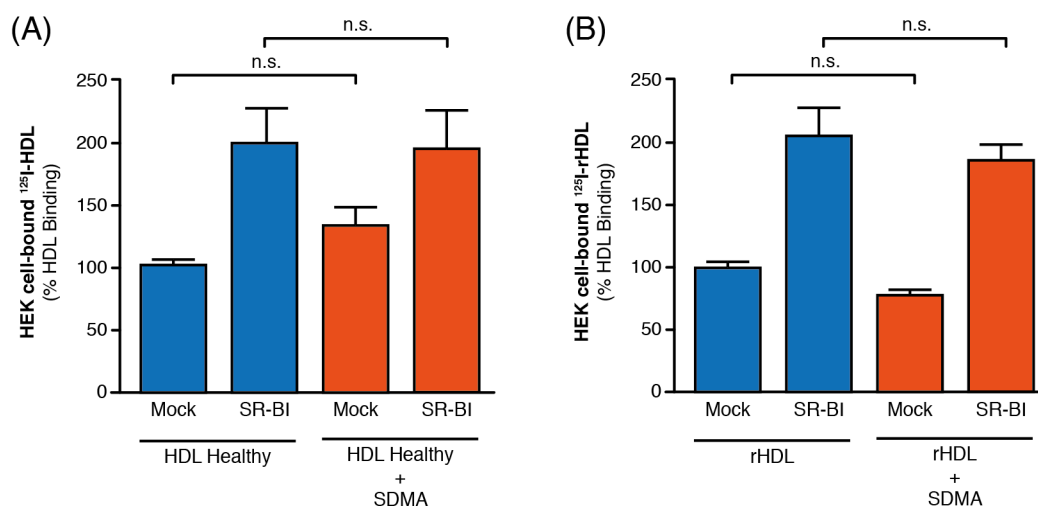 (A)
n.s.
n.s.
HEK cell-bound ¹²⁵I-HDL
(% HDL Binding)
250
200
150
100
50
0
Mock
SR-BI
Mock
SR-BI
HDL Healthy
HDL Healthy
+
SDMA
(B)
n.s.
n.s.
HEK cell-bound ¹²⁵I-rHDL
(% HDL Binding)
250
200
150
100
50
0
Mock
SR-BI
Mock
SR-BI
rHDL
rHDL
+
SDMA